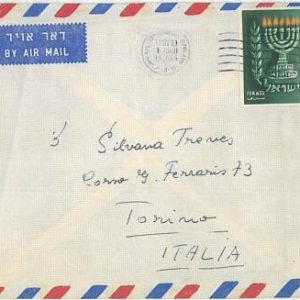 דאר אויר
BY AIR MAIL
ISRAEL
ישראל
Silvana Treves
Corso G. Ferraris 73
Torino
ITALIA